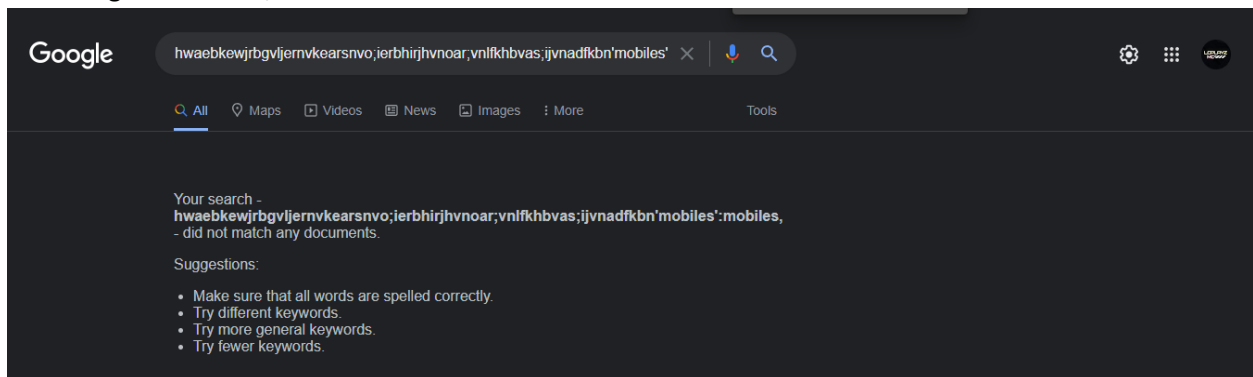 Google
hwaebkewjrbgvljernvkearsnvo;ierbhirjhvnoar;vnlfkhbvas;ijvnadfkbn'mobiles'
All Maps Videos News Images More Tools
Your search -
hwaebkewjrbgvljernvkearsnvo;ierbhirjhvnoar;vnlfkhbvas;ijvnadfkbn'mobiles':mobiles,
- did not match any documents.
Suggestions:
• Make sure that all words are spelled correctly.
• Try different keywords.
• Try more general keywords.
• Try fewer keywords.